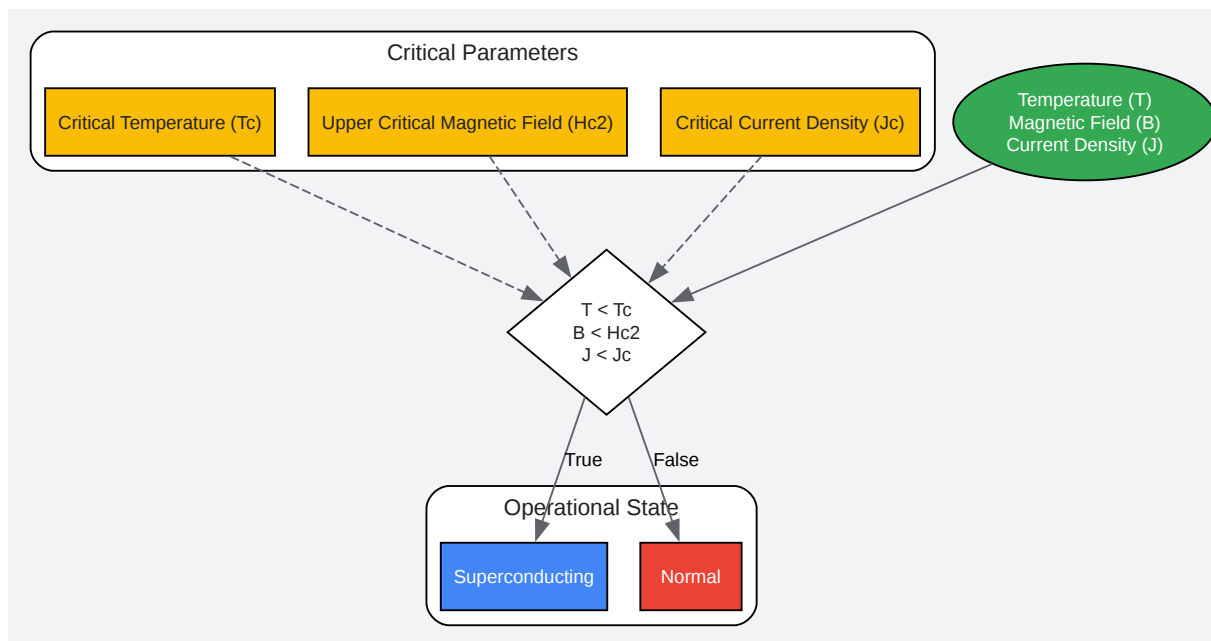 Critical Parameters
Critical Temperature (Tc)
Upper Critical Magnetic Field (Hc2)
Critical Current Density (Jc)
Temperature (T)
Magnetic Field (B)
Current Density (J)
T < Tc
B < Hc2
J < Jc
True
False
Operational State
Superconducting
Normal